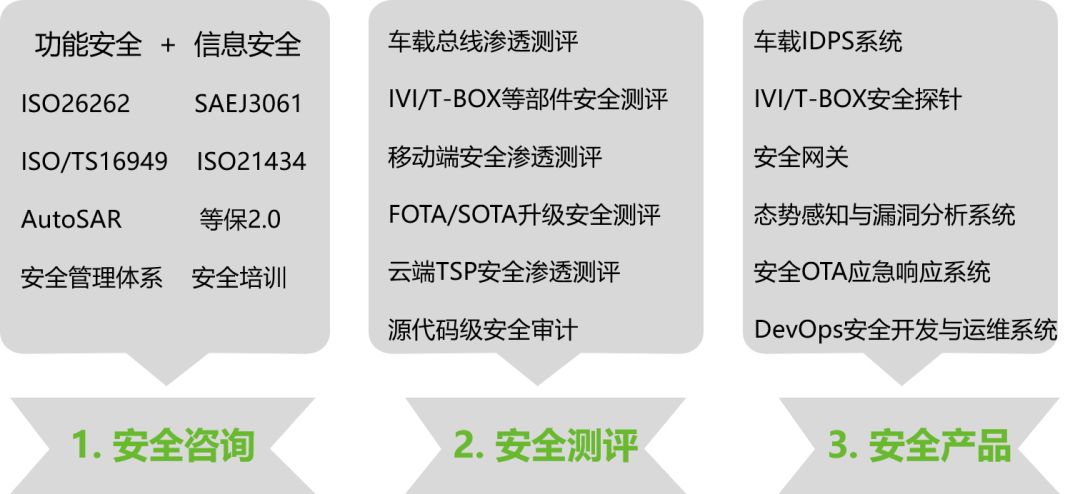 功能安全 + 信息安全
ISO26262 SAEJ3061
ISO/TS16949 ISO21434
AutoSAR 等保2.0
安全管理体系 安全培训
1. 安全咨询
车载总线渗透测评
IVI/T-BOX等部件安全测评
移动端安全渗透测评
FOTA/SOTA升级安全测评
云端TSP安全渗透测评
源代码级安全审计
2. 安全测评
车载IDPS系统
IVI/T-BOX安全探针
安全网关
态势感知与漏洞分析系统
安全OTA应急响应系统
DevOps安全开发与运维系统
3. 安全产品